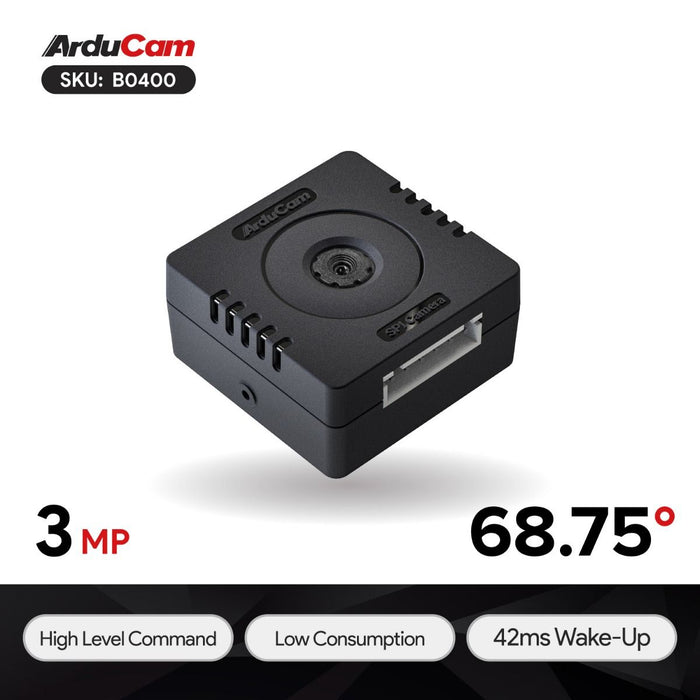 ArduCam
SKU: B0400
ArduCam
SPI Camera
3 MP
68.75°
High Level Command
Low Consumption
42ms Wake-Up